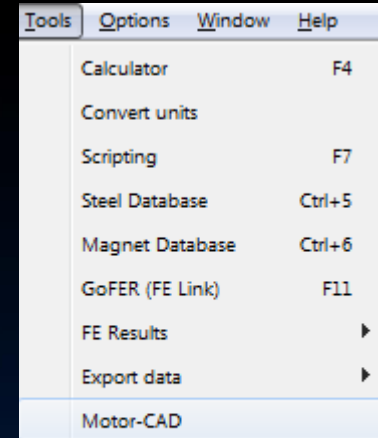 Tools Options Window Help
Calculator F4
Convert units
Scripting F7
Steel Database Ctrl+5
Magnet Database Ctrl+6
GoFER (FE Link) F11
FE Results
Export data
Motor-CAD